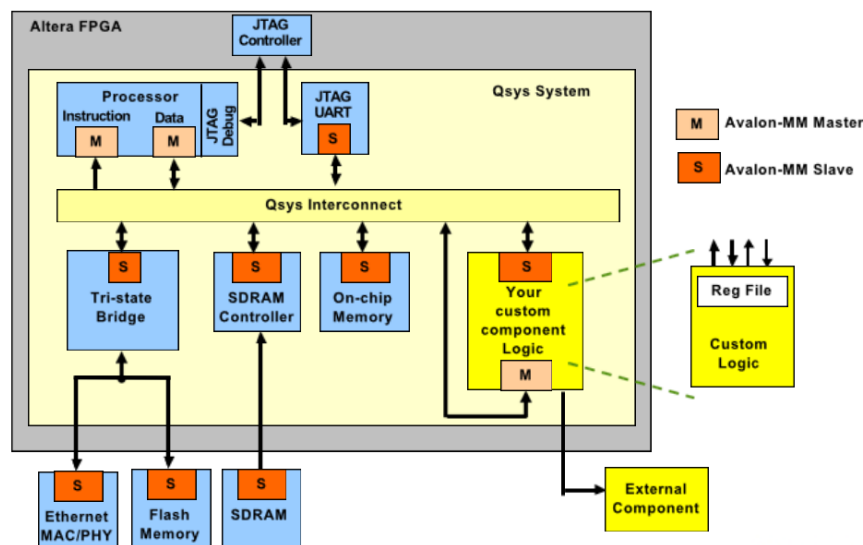 Altera FPGA
JTAG
Controller
Qsys System
Processor
Instruction
Data
M
M
JTAG
Debug
JTAG
UART
S
M
Avalon-MM Master
S
Avalon-MM Slave
Qsys Interconnect
S
Tri-state
Bridge
S
SDRAM
Controller
S
On-chip
Memory
S
Your
custom
component
Logic
M
Reg File
Custom
Logic
S
Ethernet
MAC/PHY
S
Flash
Memory
S
SDRAM
External
Component